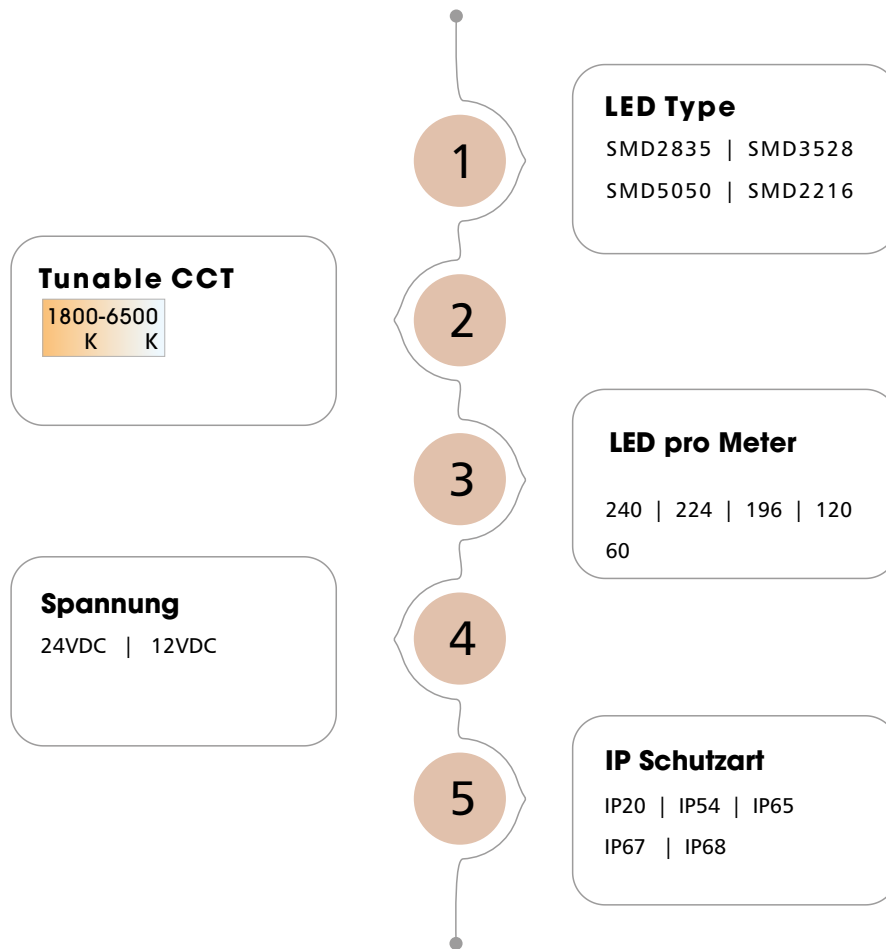 1
LED Type
SMD2835 | SMD3528
SMD5050 | SMD2216
2
Tunable CCT
1800-6500
K K
3
LED pro Meter
240 | 224 | 196 | 120
60
4
Spannung
24VDC | 12VDC
5
IP Schutzart
IP20 | IP54 | IP65
IP67 | IP68